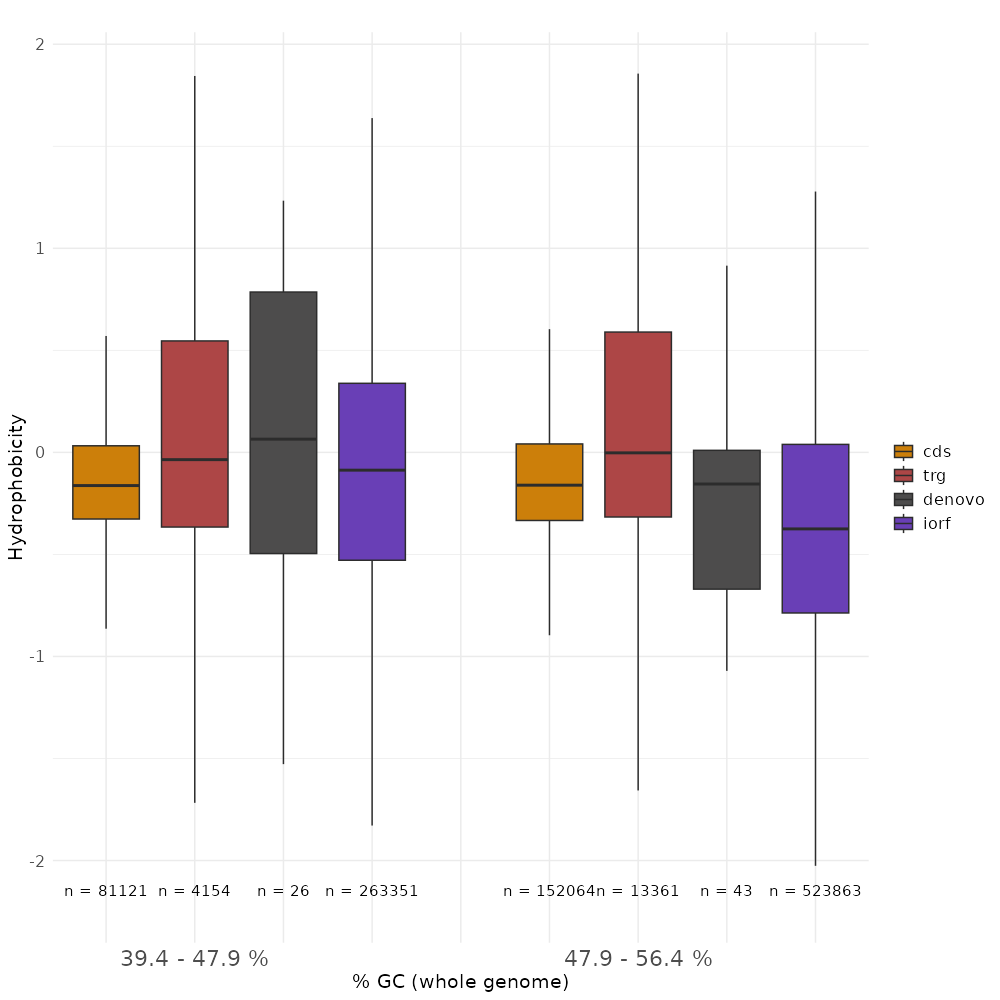 2
1
0
-1
-2
Hydrophobicity
n = 81121 n = 4154 n = 26 n = 263351 n = 152064 n = 13361 n = 43 n = 523863
39.4 - 47.9 % 47.9 - 56.4 %
% GC (whole genome)
cds
trg
denovo
iorf